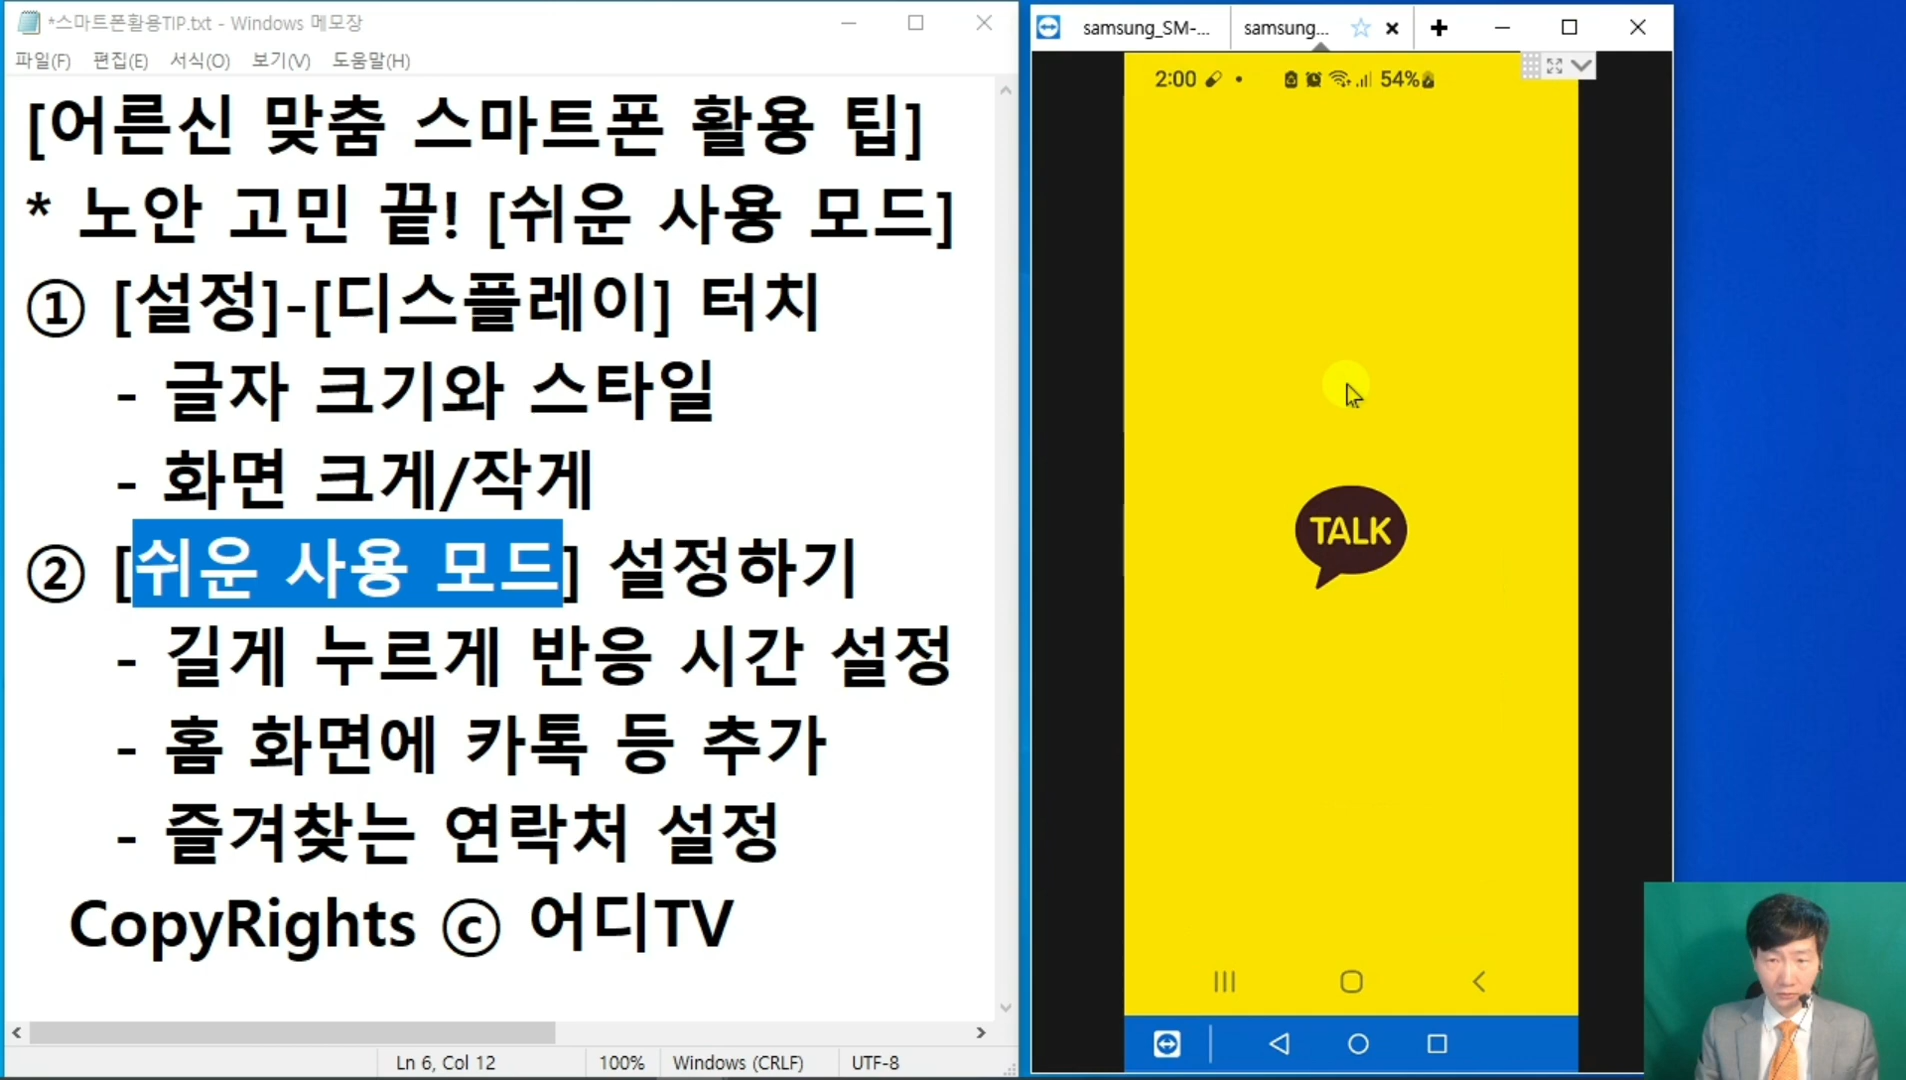 *스마트폰활용TIP.txt - Windows 메모장
파일(F) 편집(E) 서식(O) 보기(V) 도움말(H)
[어른신 맞춤 스마트폰 활용 팁]
* 노안 고민 끝! [쉬운 사용 모드]
① [설정]-[디스플레이] 터치
- 글자 크기와 스타일
- 화면 크게/작게
② [쉬운 사용 모드] 설정하기
- 길게 누르게 반응 시간 설정
- 홈 화면에 카톡 등 추가
- 즐겨찾는 연락처 설정
CopyRights ⓒ 어디TV
Ln 6, Col 12 100% Windows (CRLF) UTF-8
samsung_SM-... samsung...
2:00 54%
TALK